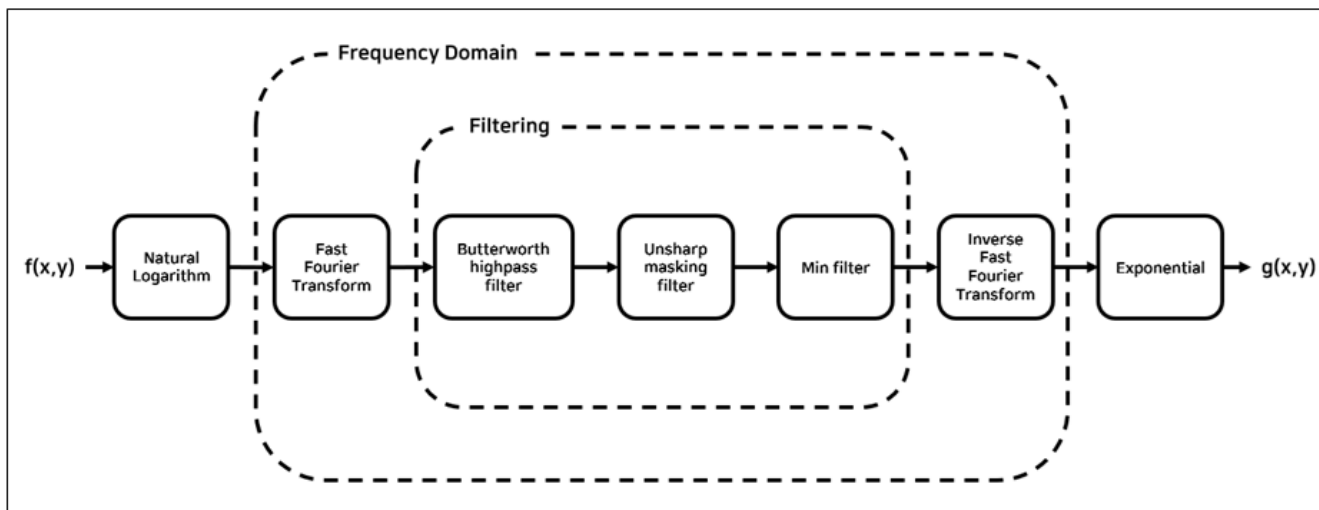 Frequency Domain
Filtering
f(x,y)
Natural
Logarithm
Fast
Fourier
Transform
Butterworth
highpass
filter
Unsharp
masking
filter
Min filter
Inverse
Fast
Fourier
Transform
Exponential
g(x,y)